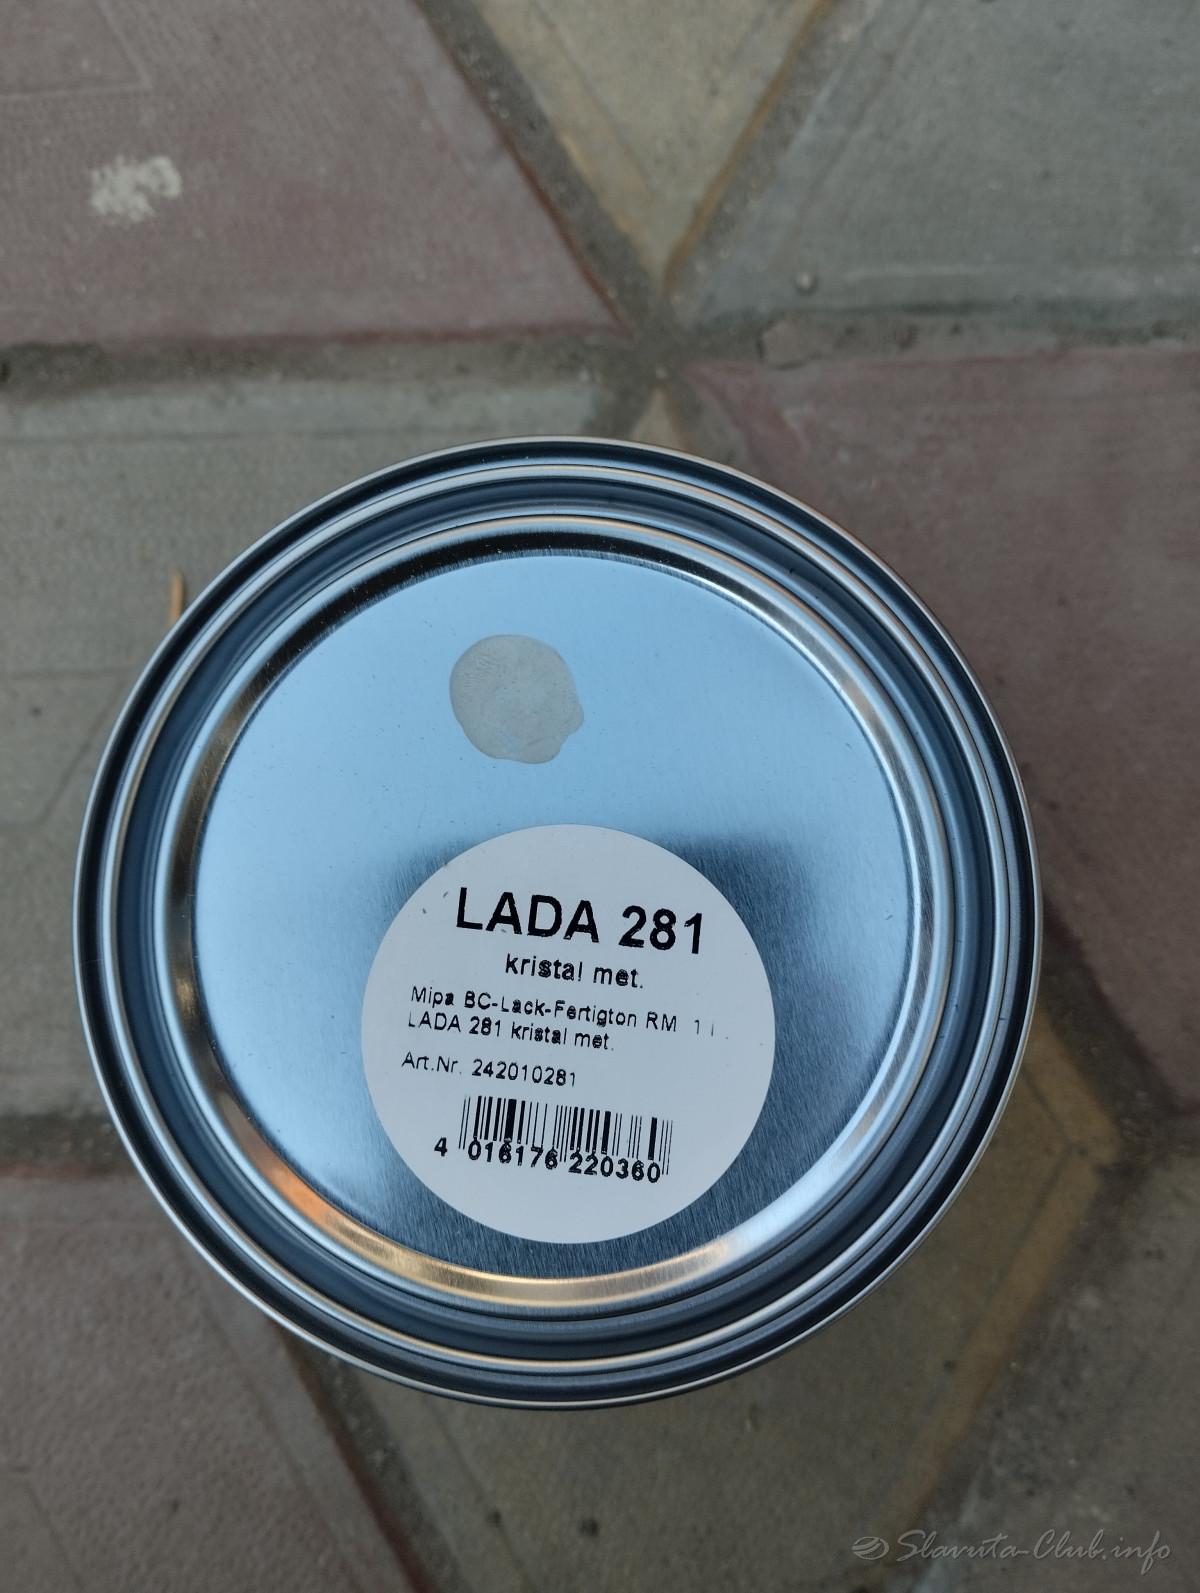 LADA 281
kristal met.
Mipa BC-Lack-Fertigton RM 1 l
LADA 281 kristal met.
Art.Nr. 242010281
4 016176 220360
Slavuta-Club.info